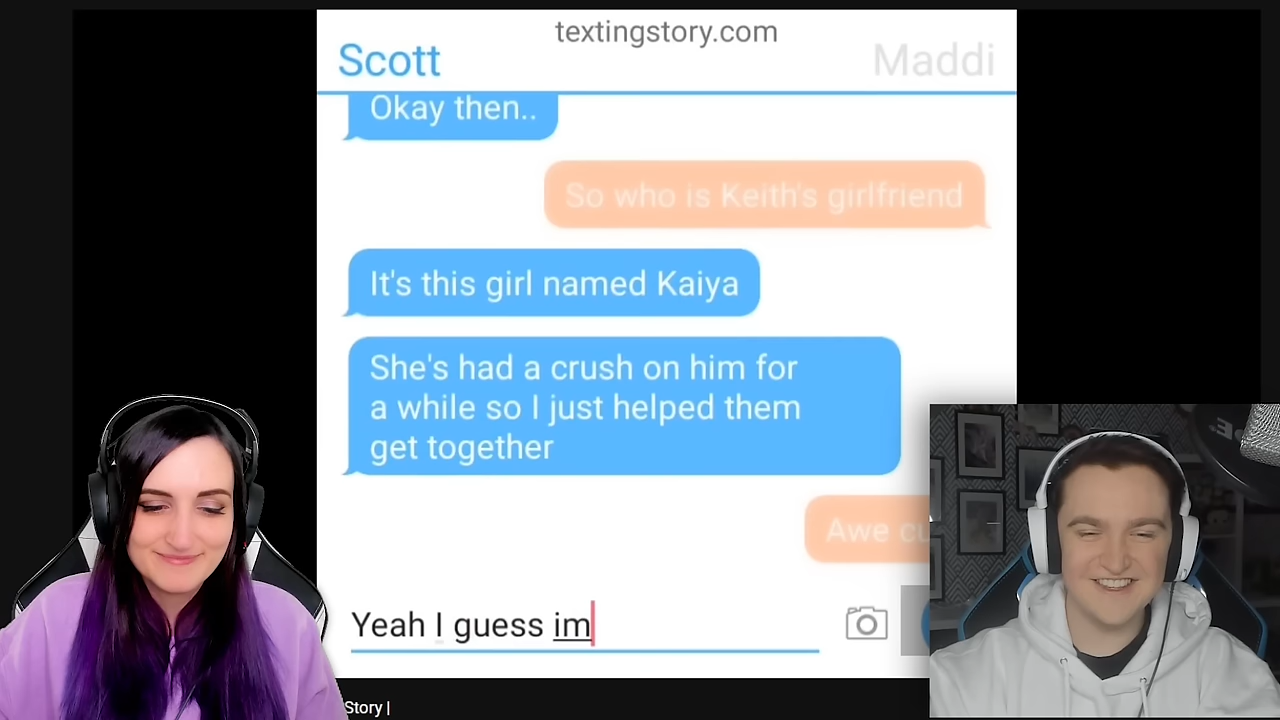 textingstory.com
Scott
Maddi
Okay then..
So who is Keith's girlfriend
It's this girl named Kaiya
She's had a crush on him for
a while so I just helped them
get together
Awe
Yeah I guess im
Story |